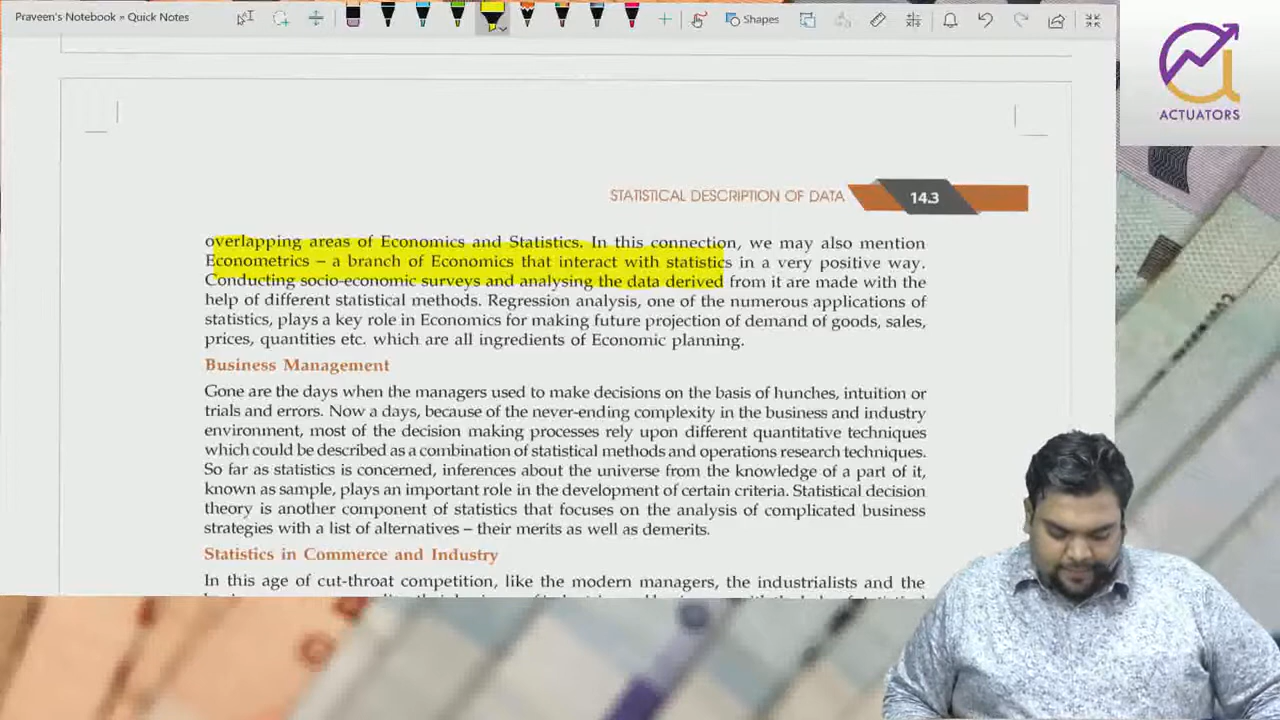 Praveen's Notebook » Quick Notes
Shapes
ACTUATORS
STATISTICAL DESCRIPTION OF DATA
14.3
overlapping areas of Economics and Statistics. In this connection, we may also mention
Econometrics – a branch of Economics that interact with statistics in a very positive way.
Conducting socio-economic surveys and analysing the data derived from it are made with the
help of different statistical methods. Regression analysis, one of the numerous applications of
statistics, plays a key role in Economics for making future projection of demand of goods, sales,
prices, quantities etc. which are all ingredients of Economic planning.
Business Management
Gone are the days when the managers used to make decisions on the basis of hunches, intuition or
trials and errors. Now a days, because of the never-ending complexity in the business and industry
environment, most of the decision making processes rely upon different quantitative techniques
which could be described as a combination of statistical methods and operations research techniques.
So far as statistics is concerned, inferences about the universe from the knowledge of a part of it,
known as sample, plays an important role in the development of certain criteria. Statistical decision
theory is another component of statistics that focuses on the analysis of complicated business
strategies with a list of alternatives – their merits as well as demerits.
Statistics in Commerce and Industry
In this age of cut-throat competition, like the modern managers, the industrialists and the